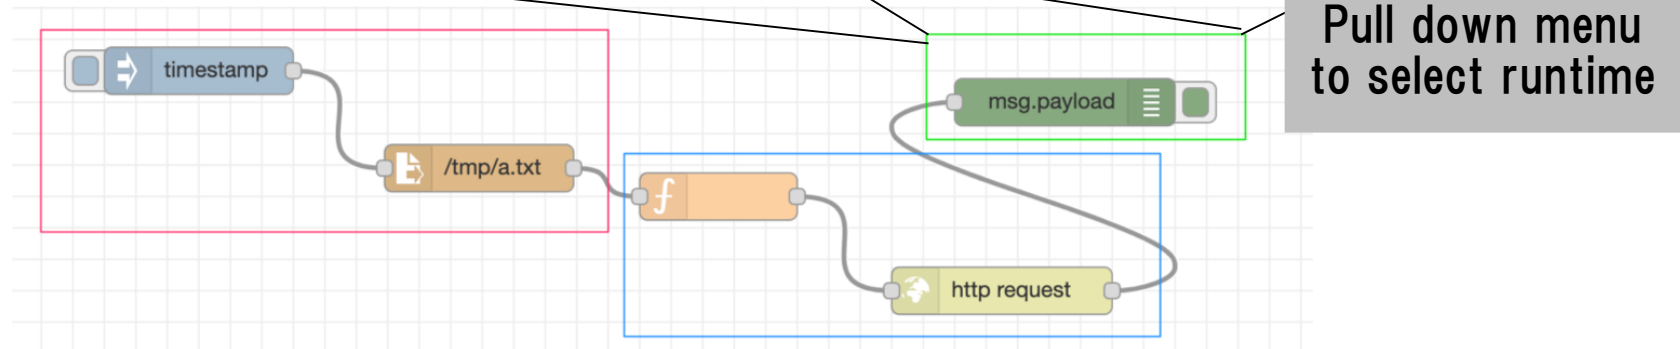 timestamp
/tmp/a.txt
http request
msg.payload
Pull down menu
to select runtime